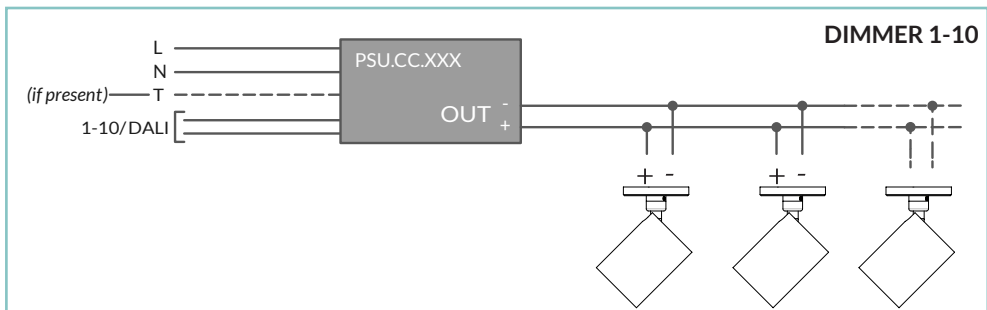 DIMMER 1-10
L
N
(if present) T
1-10/DALI
PSU.CC.XXX
OUT -
+
+ - + -